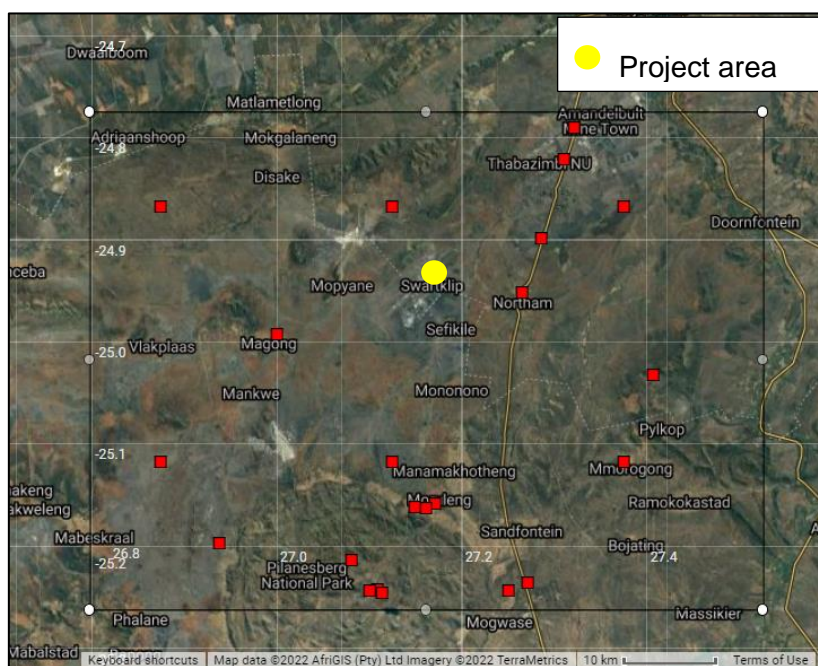 -24.7
Dwaalboom
Project area
Matlametlong
Amandelbult
Mine Town
-24.8
Adriaanshoop
Mokgalaneng
Thabazimbi NU
Disake
Doornfontein
-24.9
nceba
Mopyane
Swartklip
Northam
Sefikile
-25.0
Vlakplaas
Magong
Mankwe
Mononono
Pylkop
-25.1
Manamakhotheng
Mmorogong
nakeng
akweleng
Ramokokastad
Mabeskraal
Sandfontein
Bojating
26.8
27.0
27.2
27.4
-25.2
Pilanesberg
National Park
Phalane
Mogwase
Massikier
Mabalstad
Keyboard shortcuts
Map data ©2022 AfriGIS (Pty) Ltd Imagery ©2022 TerraMetrics
10 km
Terms of Use